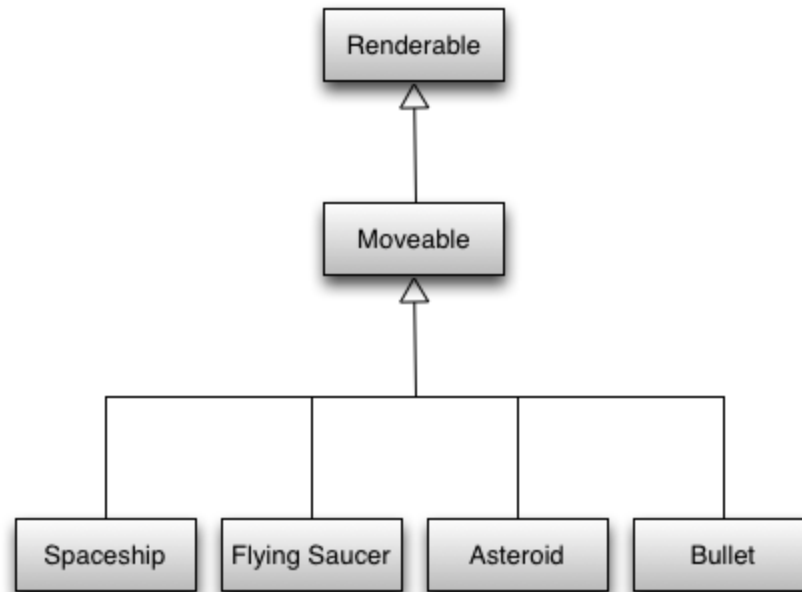 Renderable
Moveable
Spaceship
Flying Saucer
Asteroid
Bullet